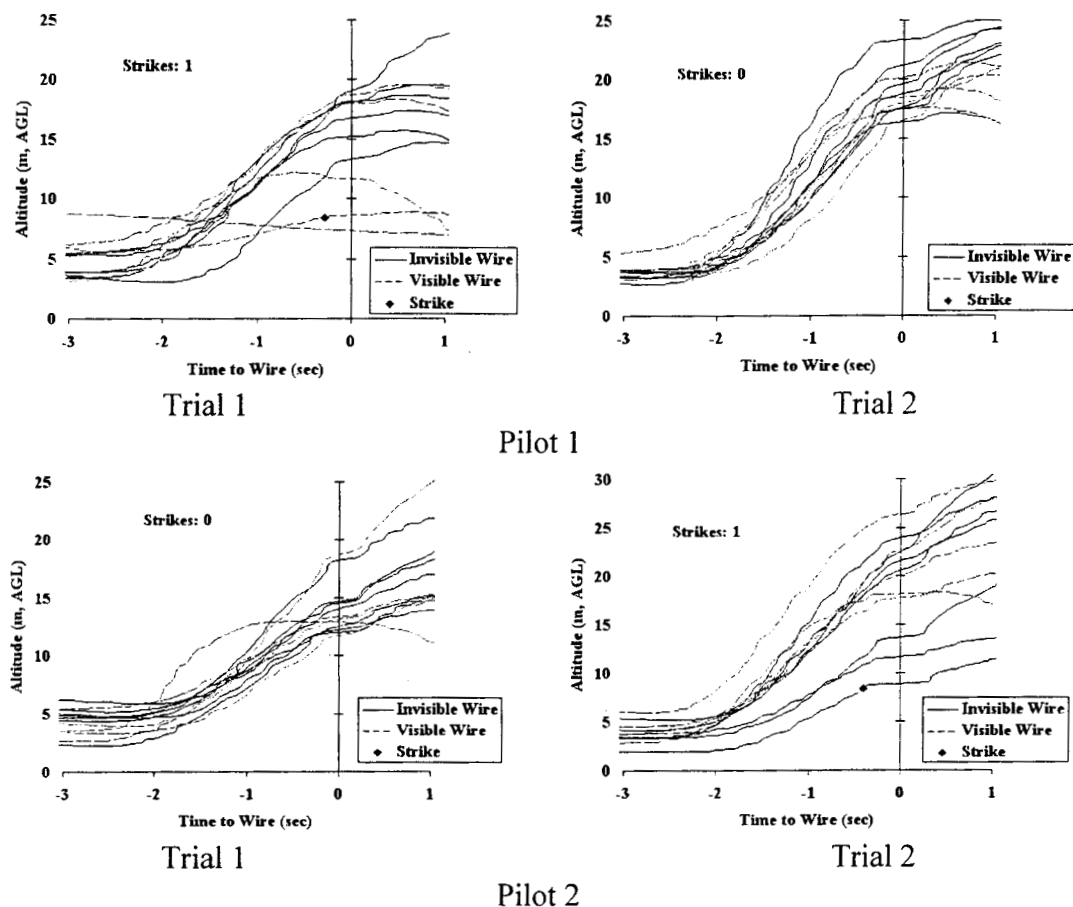 25
20
15
10
5
0
Altitude (m, AGL)
Strikes: 1
Invisible Wire
Visible Wire
Strike
-3 -2 -1 0 1
Time to Wire (sec)
Trial 1
25
20
15
10
5
0
Altitude (m, AGL)
Strikes: 0
Invisible Wire
Visible Wire
Strike
-3 -2 -1 0 1
Time to Wire (sec)
Trial 2
Pilot 1
25
20
15
10
5
0
Altitude (m, AGL)
Strikes: 0
Invisible Wire
Visible Wire
Strike
-3 -2 -1 0 1
Time to Wire (sec)
Trial 1
30
25
20
15
10
5
0
Altitude (m, AGL)
Strikes: 1
Invisible Wire
Visible Wire
Strike
-3 -2 -1 0 1
Time to Wire (sec)
Trial 2
Pilot 2